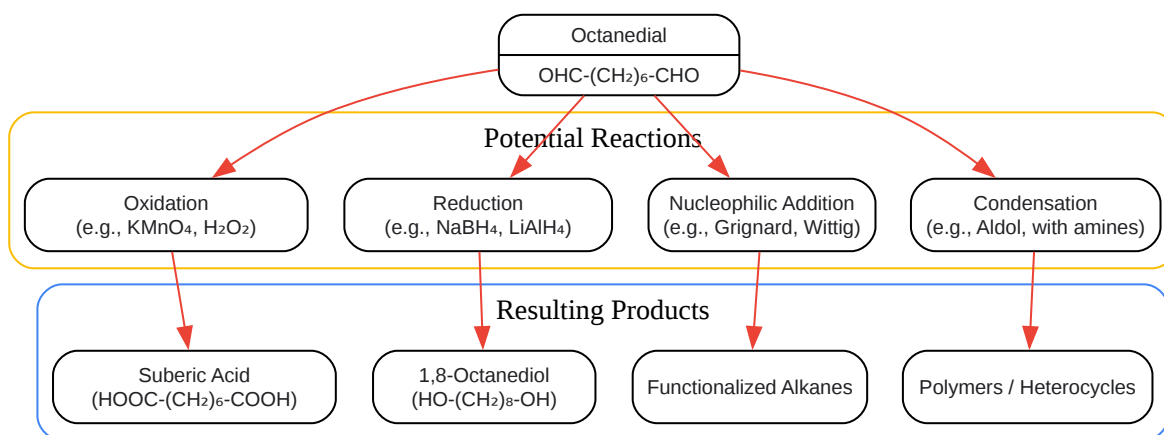 Octanedial
OHC-(CH₂)₆-CHO
Potential Reactions
Oxidation
(e.g., KMnO₄, H₂O₂)
Reduction
(e.g., NaBH₄, LiAlH₄)
Nucleophilic Addition
(e.g., Grignard, Wittig)
Condensation
(e.g., Aldol, with amines)
Resulting Products
Suberic Acid
(HOOC-(CH₂)₆-COOH)
1,8-Octanediol
(HO-(CH₂)₈-OH)
Functionalized Alkanes
Polymers / Heterocycles